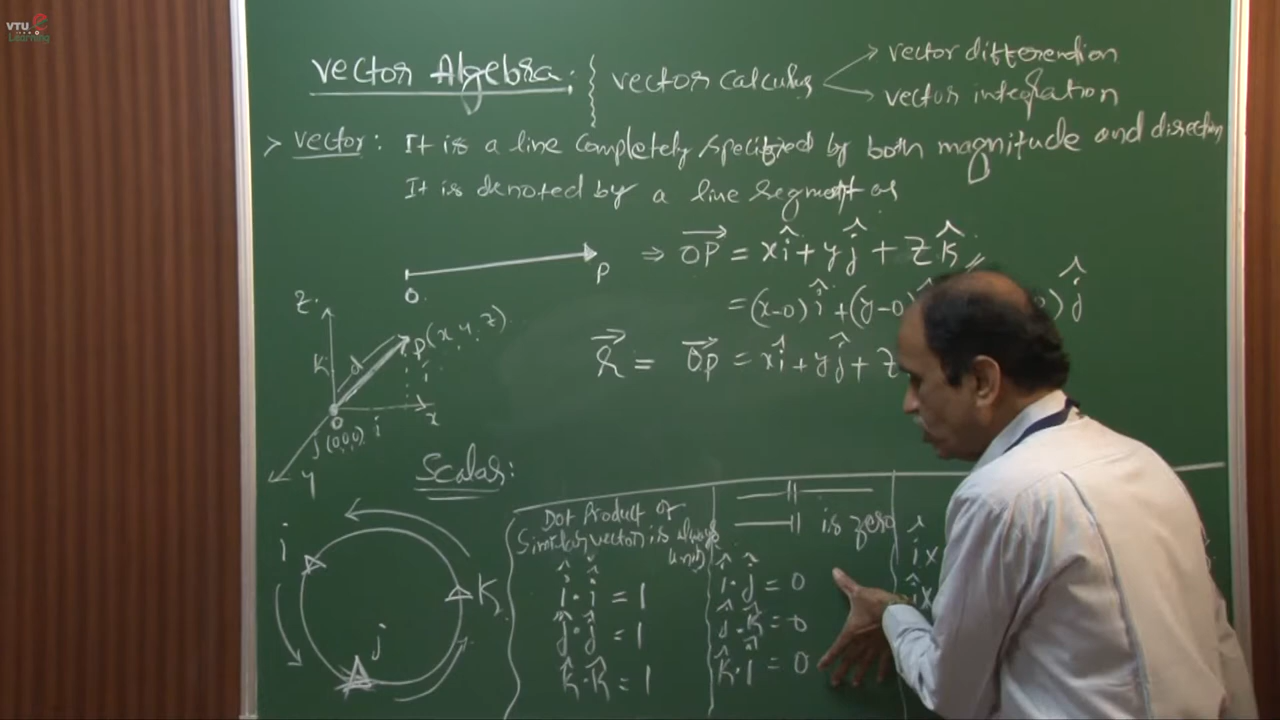 VTU e Learning
Vector Algebra:
vector calculus
vector differention
vector integration
> vector: It is a line completely specified by both magnitude and direction
It is denoted by a line segment as
O P
⇒ OP = xî + yĵ + zk̂
= (x-0)î + (y-0) ) ĵ
= OP = xî + yĵ + z
Z
K
d
P(x, y, z)
O
j (0,0,0) i x
y
Scalar:
i
j
K
Dot Product of
Similar vector is always
unity
î·î = 1
ĵ·ĵ = 1
k̂·k̂ = 1
—〃—
—〃 is zero
î·ĵ = 0
ĵ·k̂ = 0
k̂·î = 0
î x
î x